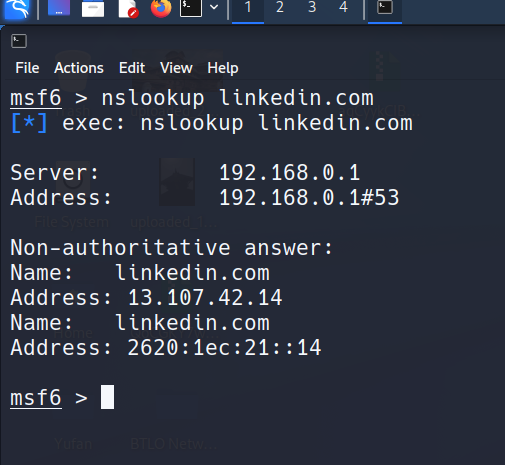 1 2 3 4
File Actions Edit View Help
msf6 > nslookup linkedin.com
[*] exec: nslookup linkedin.com
Server: 192.168.0.1
Address: 192.168.0.1#53
File System
Non-authoritative answer:
Name: linkedin.com
Address: 13.107.42.14
Name: linkedin.com
Address: 2620:1ec:21::14
msf6 >